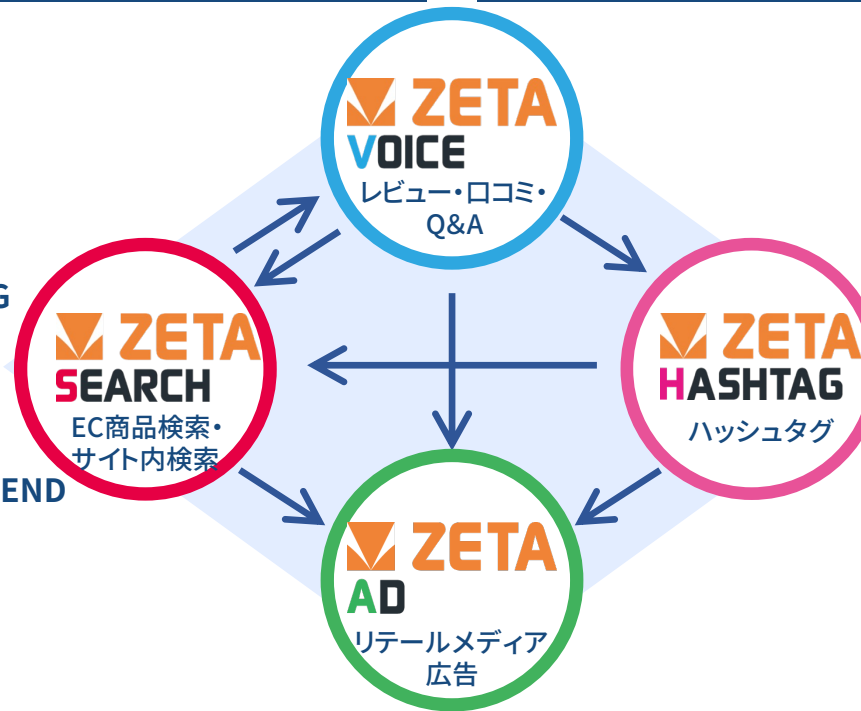 ZETA
VOICE
レビュー・口コミ・
Q&A
G
ZETA
SEARCH
EC商品検索・
サイト内検索
END
ZETA
HASHTAG
ハッシュタグ
ZETA
AD
リテールメディア
広告